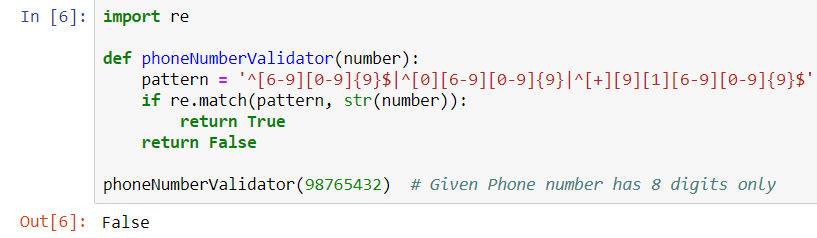 In [6]: import re
def phoneNumberValidator(number):
pattern = '^[6-9][0-9]{9}$|^[0][6-9][0-9]{9}|^[+][9][1][6-9][0-9]{9}$'
if re.match(pattern, str(number)):
return True
return False
phoneNumberValidator(98765432) # Given Phone number has 8 digits only
Out[6]: False